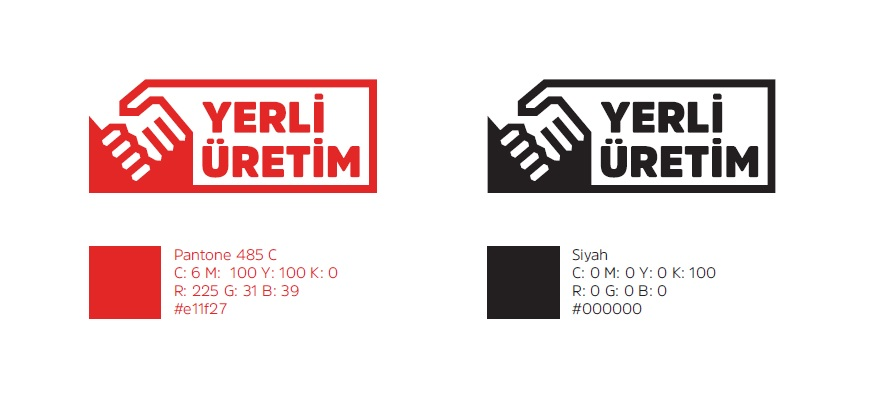 YERLİ
ÜRETİM
Pantone 485 C
C: 6 M: 100 Y: 100 K: 0
R: 225 G: 31 B: 39
#e11f27
YERLİ
ÜRETİM
Siyah
C: 0 M: 0 Y: 0 K: 100
R: 0 G: 0 B: 0
#000000